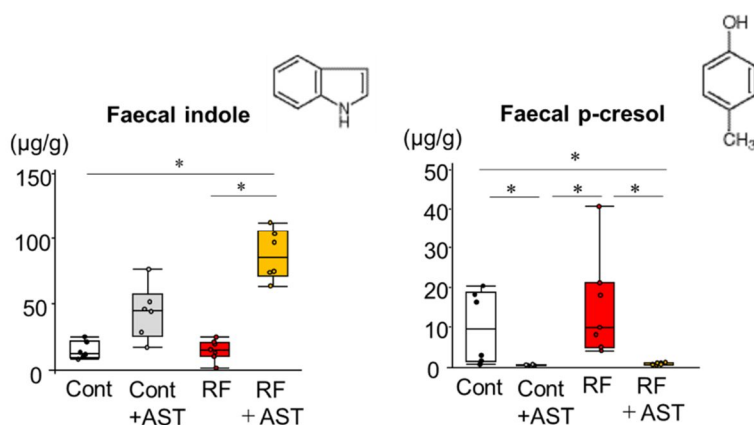 Faecal indole
N
H
(µg/g)
150
100
50
0
*
*
Cont
Cont
+AST
RF
RF
+AST
OH
CH₃
Faecal p-cresol
(µg/g)
50
40
30
20
10
0
*
* * *
Cont
Cont
+AST
RF
RF
+AST